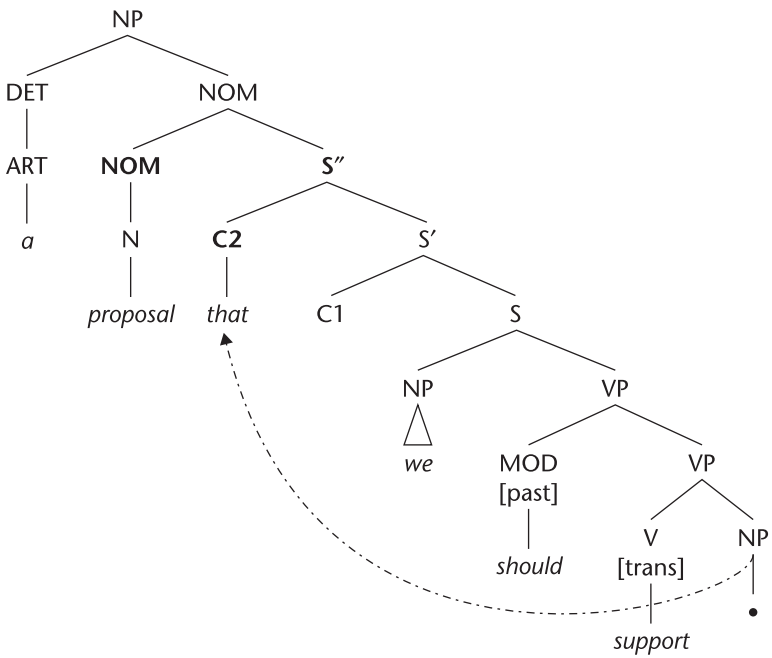 NP
DET NOM
ART NOM S″
a N C2 S′
proposal that C1 S
NP VP
we MOD VP
[past]
V NP
should [trans]
support